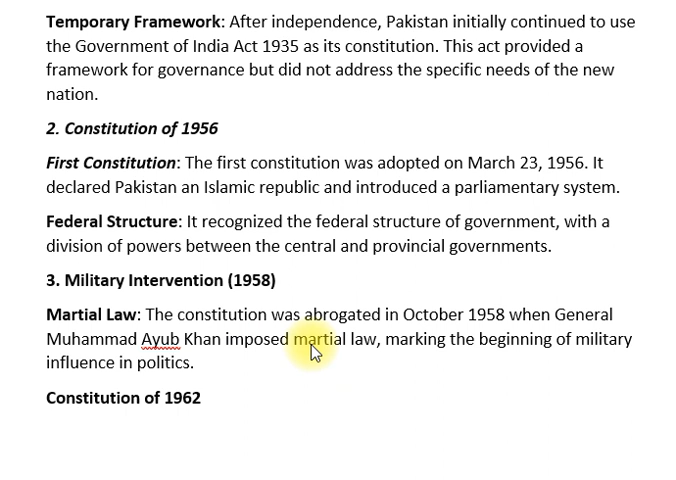 Temporary Framework: After independence, Pakistan initially continued to use
the Government of India Act 1935 as its constitution. This act provided a
framework for governance but did not address the specific needs of the new
nation.
2. Constitution of 1956
First Constitution: The first constitution was adopted on March 23, 1956. It
declared Pakistan an Islamic republic and introduced a parliamentary system.
Federal Structure: It recognized the federal structure of government, with a
division of powers between the central and provincial governments.
3. Military Intervention (1958)
Martial Law: The constitution was abrogated in October 1958 when General
Muhammad Ayub Khan imposed martial law, marking the beginning of military
influence in politics.
Constitution of 1962